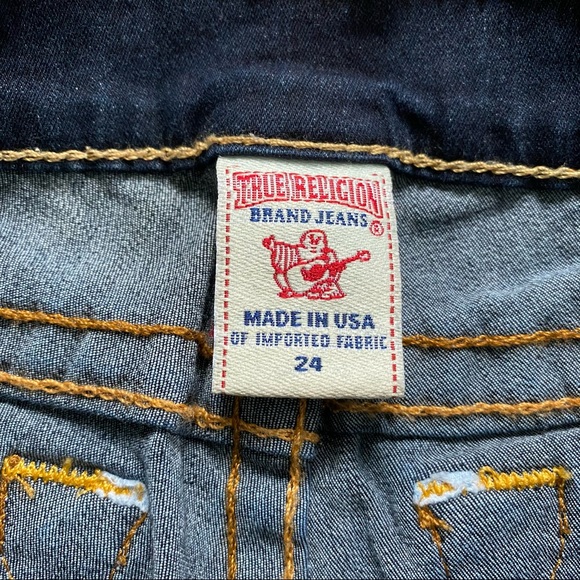 TRUE RELIGION
BRAND JEANS
®
MADE IN USA
OF IMPORTED FABRIC
24